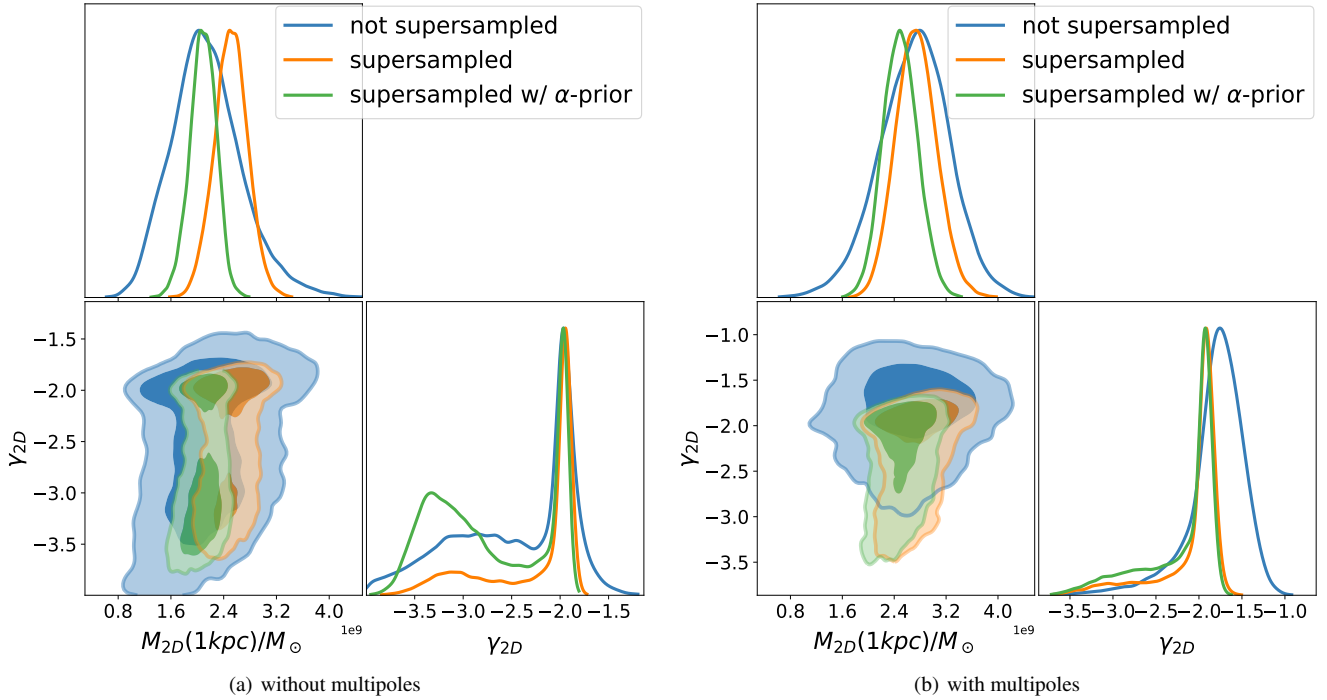 not supersampled
supersampled
supersampled w/ α-prior
−1.5
−2.0
−2.5
−3.0
−3.5
γ2D
0.8 1.6 2.4 3.2 4.0
1e9
M2D(1kpc)/M⊙
−3.5 −3.0 −2.5 −2.0 −1.5
γ2D
(a) without multipoles
not supersampled
supersampled
supersampled w/ α-prior
−1.0
−1.5
−2.0
−2.5
−3.0
−3.5
γ2D
0.8 1.6 2.4 3.2 4.0
1e9
M2D(1kpc)/M⊙
−3.5 −3.0 −2.5 −2.0 −1.5 −1.0
γ2D
(b) with multipoles